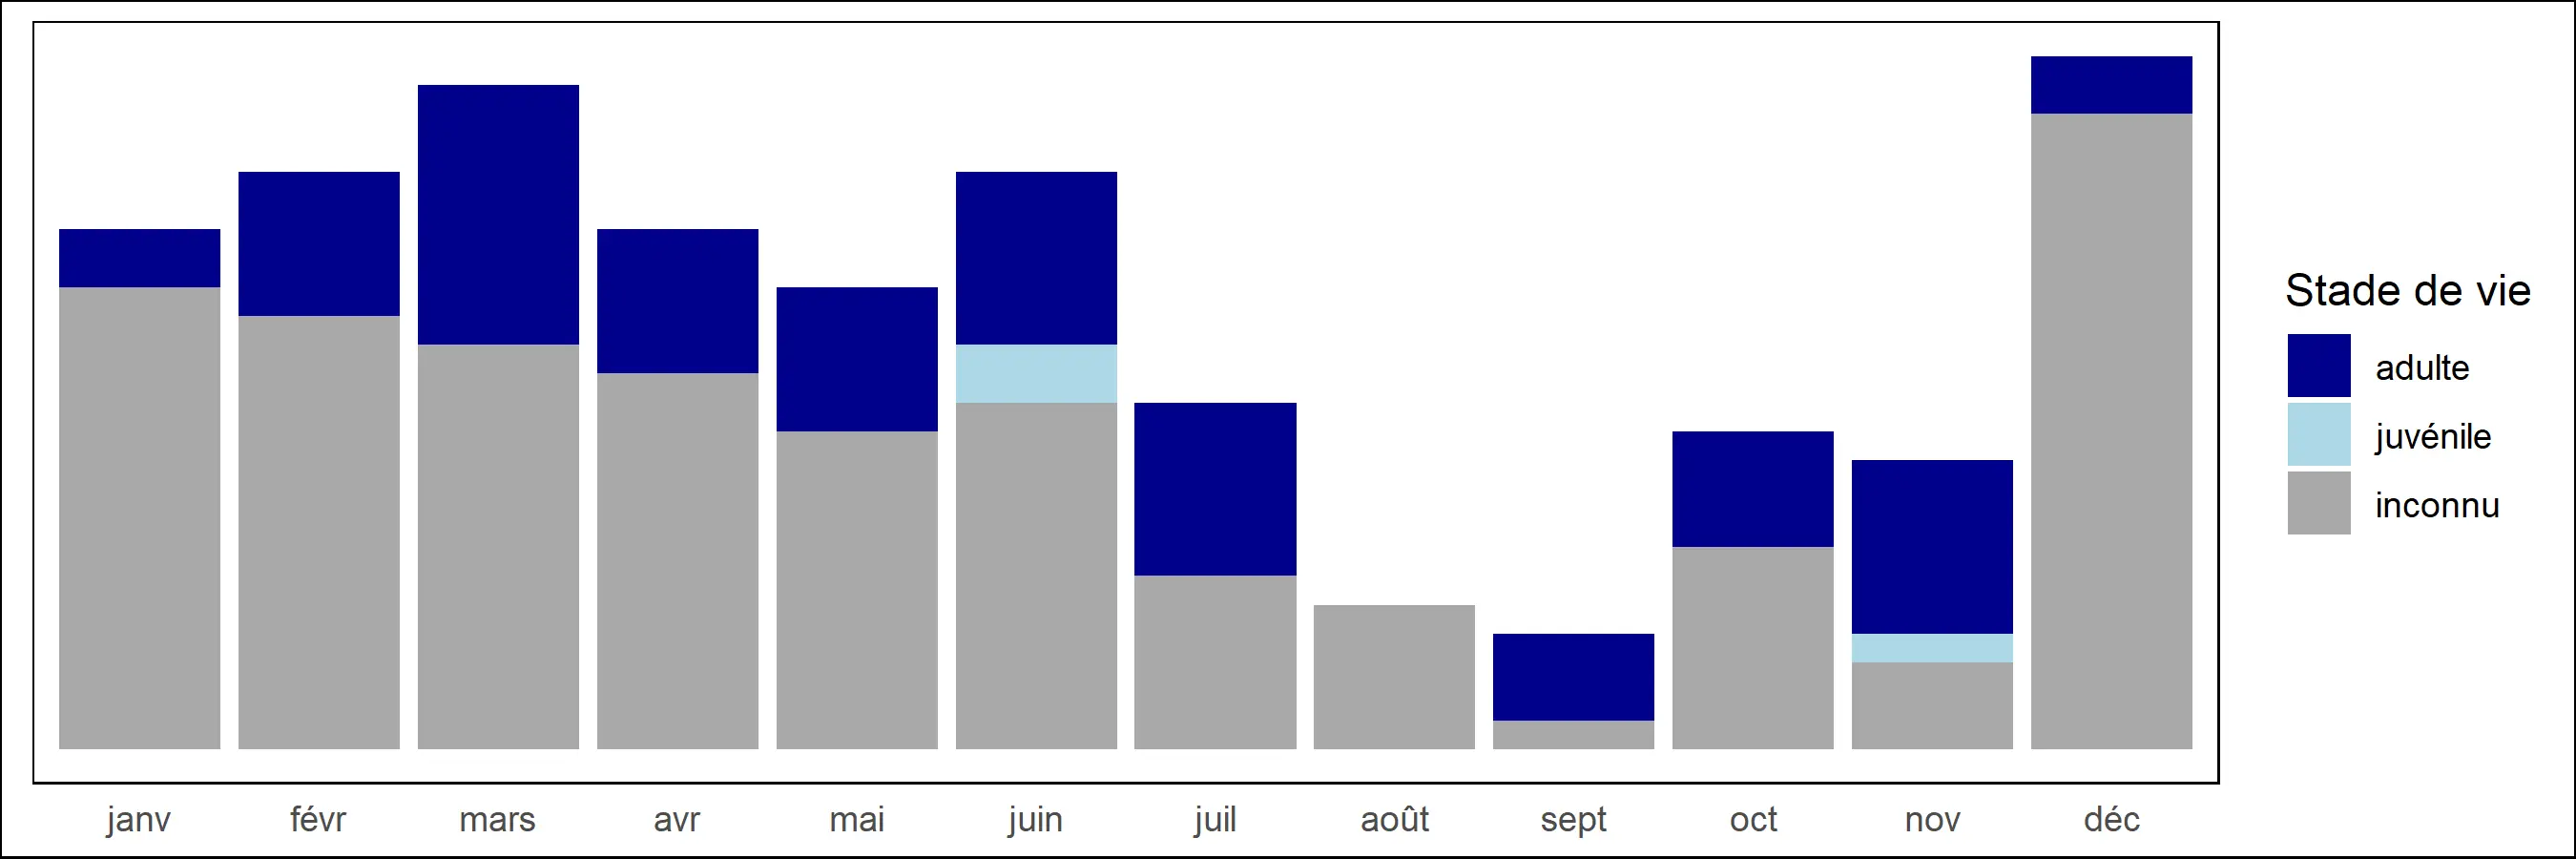 Stade de vie
adulte
juvénile
inconnu
janv févr mars avr mai juin juil août sept oct nov déc